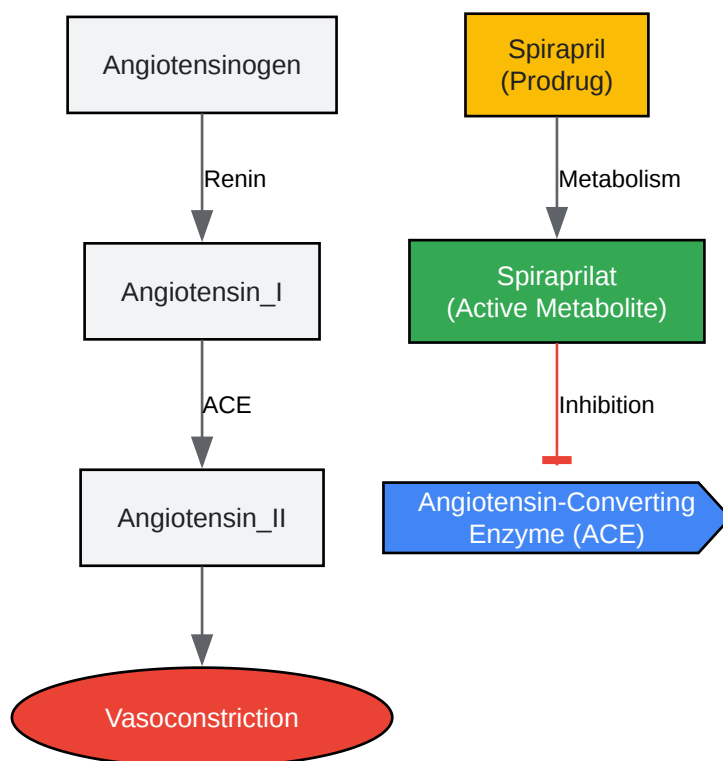 Angiotensinogen
Renin
Angiotensin_I
ACE
Angiotensin_II
Vasoconstriction
Spirapril
(Prodrug)
Metabolism
Spiraprilat
(Active Metabolite)
Inhibition
Angiotensin-Converting
Enzyme (ACE)